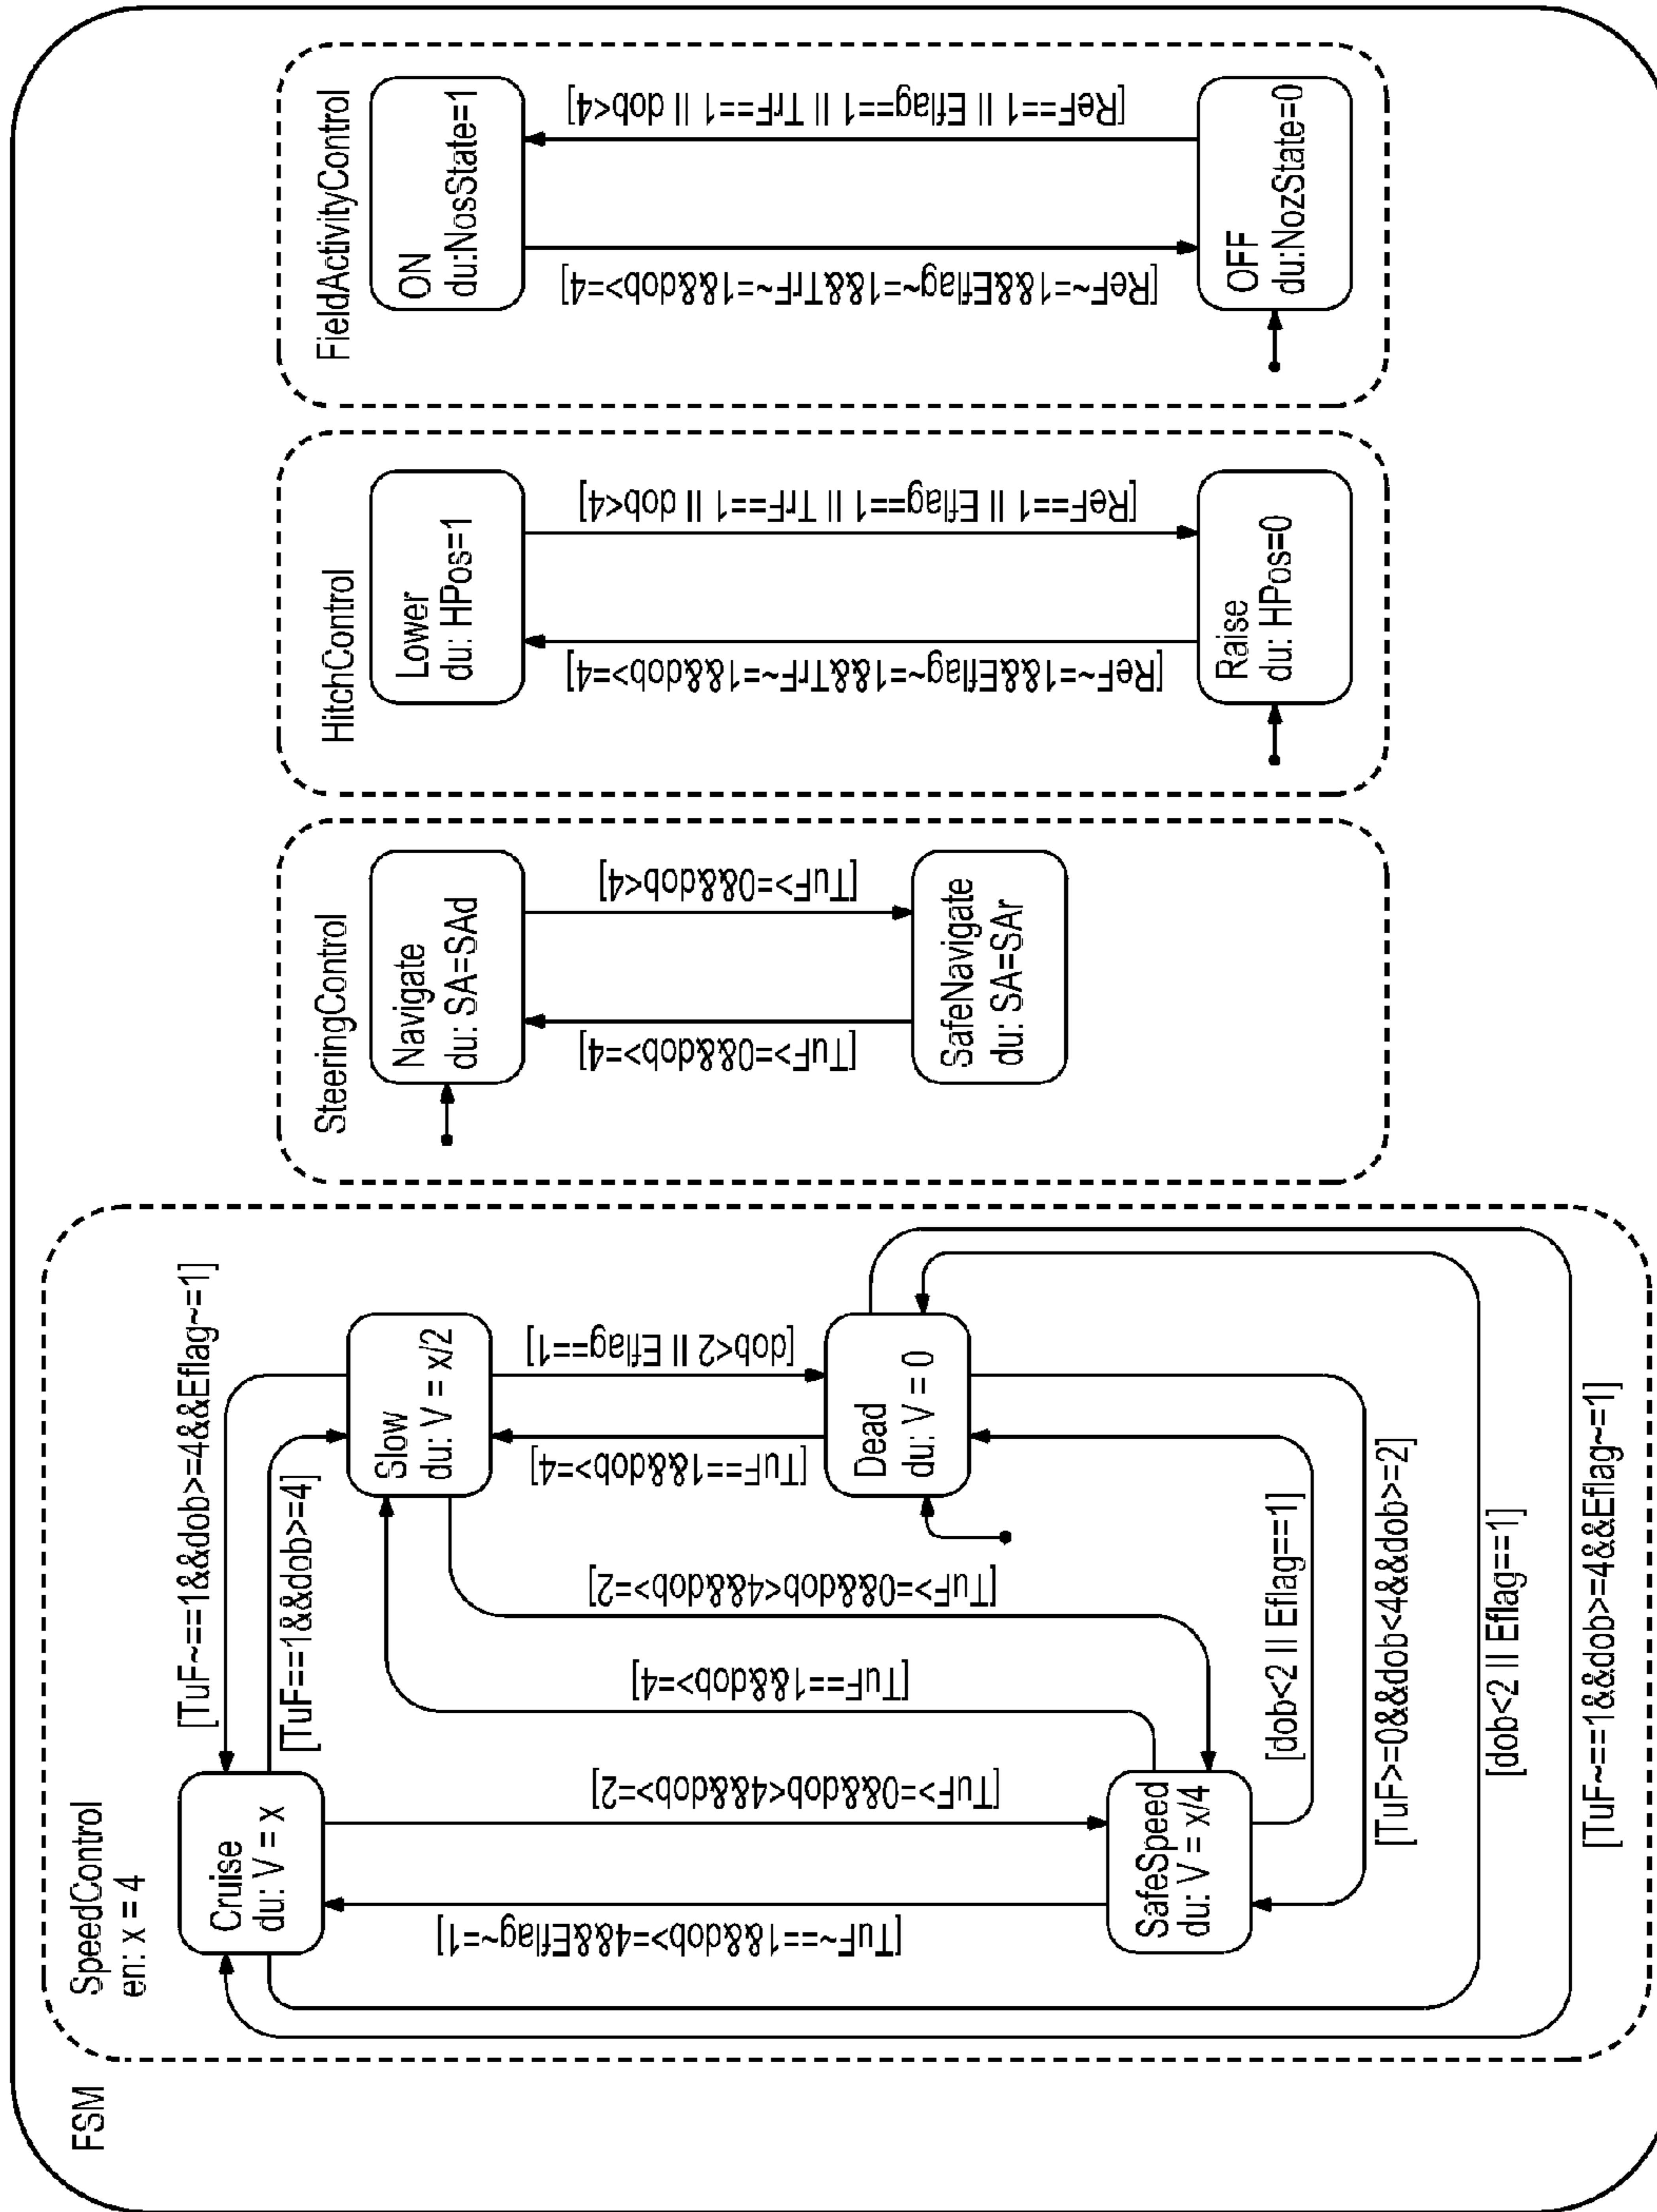 FSM
SpeedControl
en: x = 4
Cruise
du: V = x
[TuF~==1&&dob>=4&&Eflag~=1]
[TuF==1&&dob>=4]
Slow
du: V = x/2
[TuF~==1&&dob>=4&&Eflag~=1]
[TuF>=0&&dob<4&&dob>=2]
[TuF==1&&dob>=4]
[TuF>=0&&dob<4&&dob>=2]
[TuF==1&&dob>=4]
[dob<2 || Eflag==1]
SafeSpeed
du: V = x/4
Dead
du: V = 0
[dob<2 || Eflag==1]
[TuF>=0&&dob<4&&dob>=2]
[dob<2 || Eflag==1]
[TuF~==1&&dob>=4&&Eflag~=1]
SteeringControl
Navigate
du: SA=SAd
[TuF>=0&&dob>=4]
[TuF>=0&&dob<4]
SafeNavigate
du: SA=SAr
HitchControl
Lower
du: HPos=1
[ReF~=1&&Eflag~=1&&TrF~=1&&dob>=4]
[ReF==1 || Eflag==1 || TrF==1 || dob<4]
Raise
du: HPos=0
FieldActivityControl
ON
du:NosState=1
[ReF~=1&&Eflag~=1&&TrF~=1&&dob>=4]
[ReF==1 || Eflag==1 || TrF==1 || dob<4]
OFF
du:NozState=0